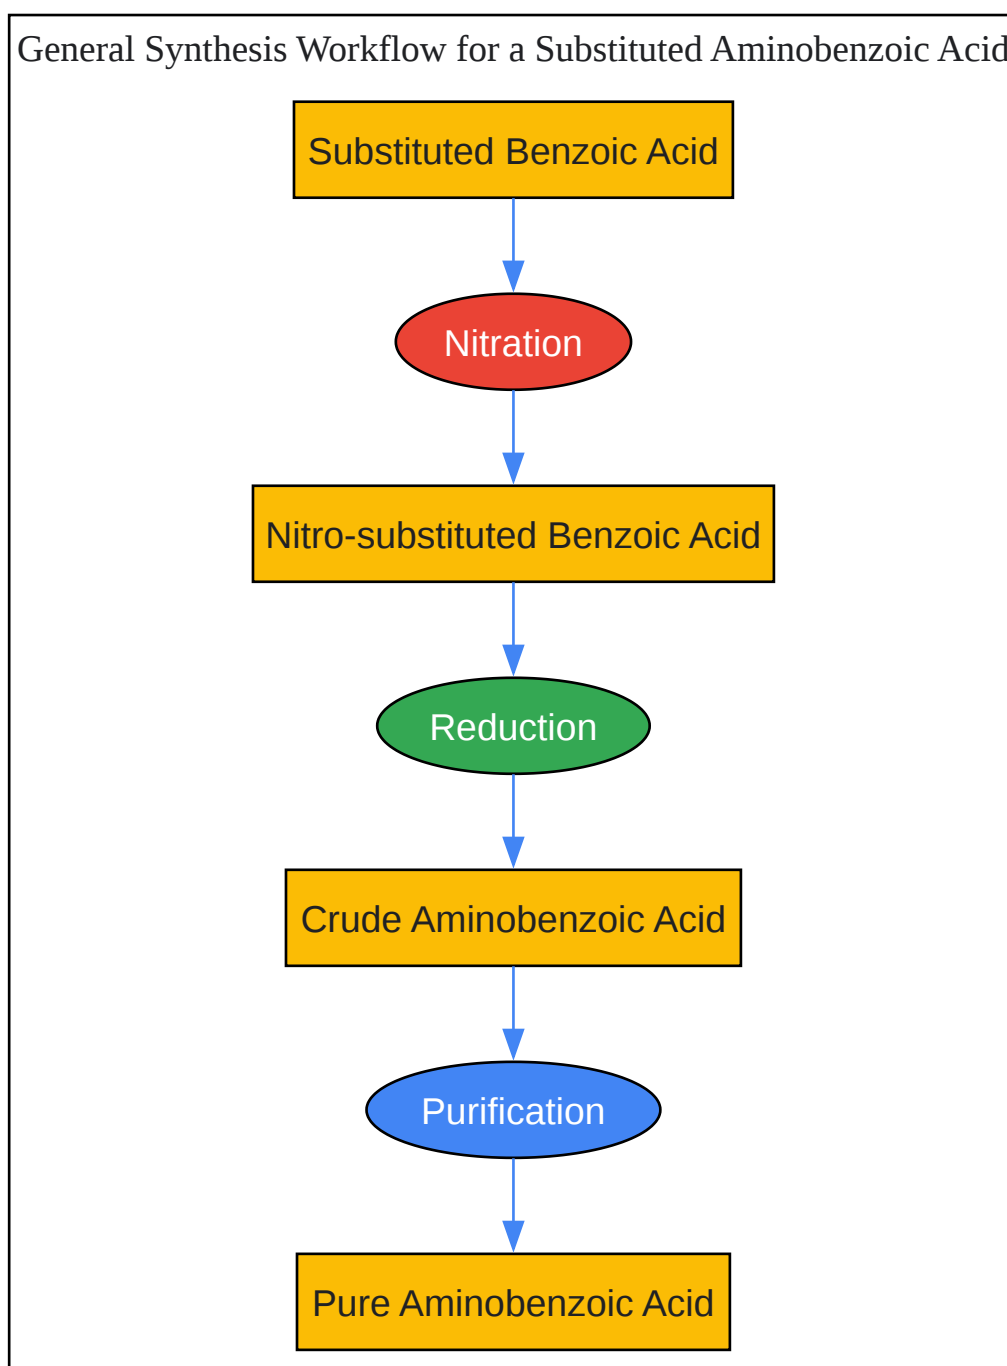 General Synthesis Workflow for a Substituted Aminobenzoic Acid
Substituted Benzoic Acid
Nitration
Nitro-substituted Benzoic Acid
Reduction
Crude Aminobenzoic Acid
Purification
Pure Aminobenzoic Acid